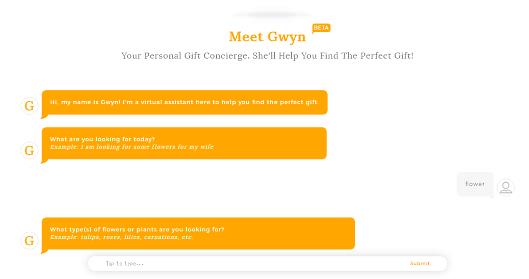 BETA
Meet Gwyn
Your Personal Gift Concierge. She'll Help You Find The Perfect Gift!
G
Hi, my name is Gwyn! I'm a virtual assistant here to help you find the perfect gift
G
What are you looking for today?
Example: I am looking for some flowers for my wife
flower
G
What type(s) of flowers or plants are you looking for?
Example: tulips, roses, lilies, carnations, etc
Tap to type...
Submit